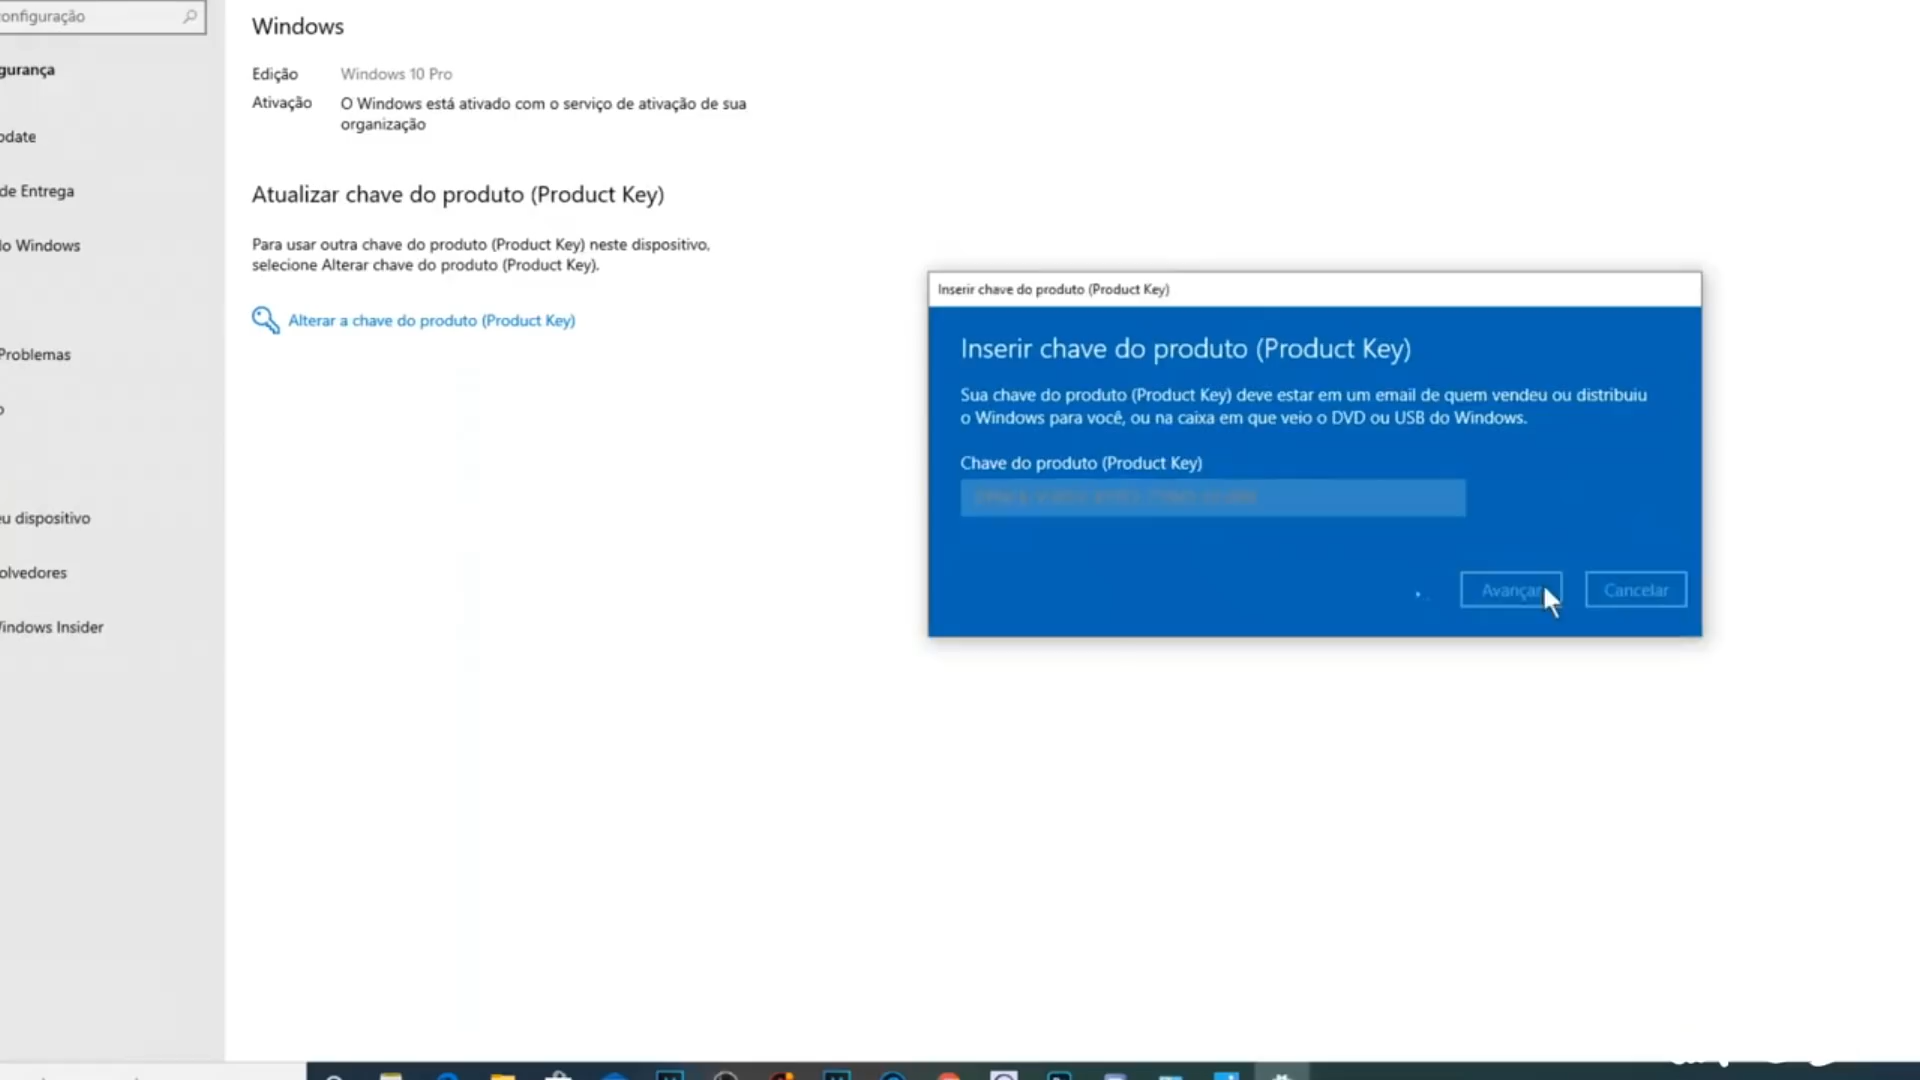 onfiguração
gurança
odate
de Entrega
lo Windows
Problemas
o
eu dispositivo
olvedores
Windows Insider
Windows
Edição Windows 10 Pro
Ativação O Windows está ativado com o serviço de ativação de sua
organização
Atualizar chave do produto (Product Key)
Para usar outra chave do produto (Product Key) neste dispositivo,
selecione Alterar chave do produto (Product Key).
Alterar a chave do produto (Product Key)
Inserir chave do produto (Product Key)
Inserir chave do produto (Product Key)
Sua chave do produto (Product Key) deve estar em um email de quem vendeu ou distribuiu
o Windows para você, ou na caixa em que veio o DVD ou USB do Windows.
Chave do produto (Product Key)
Avançar Cancelar